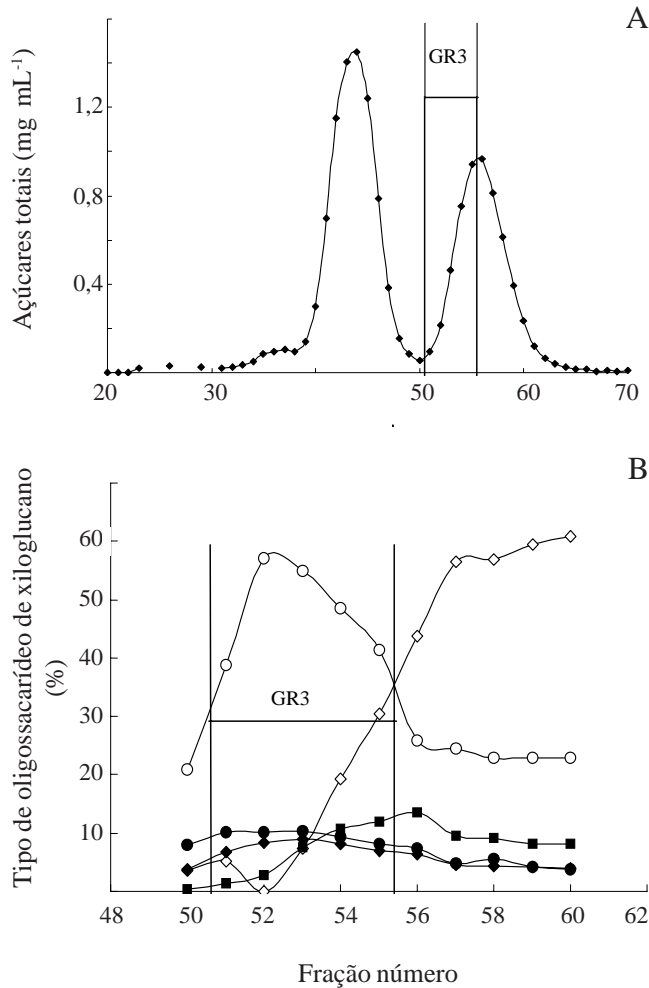 A
GR3
Açúcares totais (mg mL-1)
1,2
0.8
0,4
20 30 50 60 70
B
Tipo de oligossacarídeo de xiloglucano
(%)
60
50
40
GR3
30
20
10
48 50 52 54 56 58 60 62
Fração número